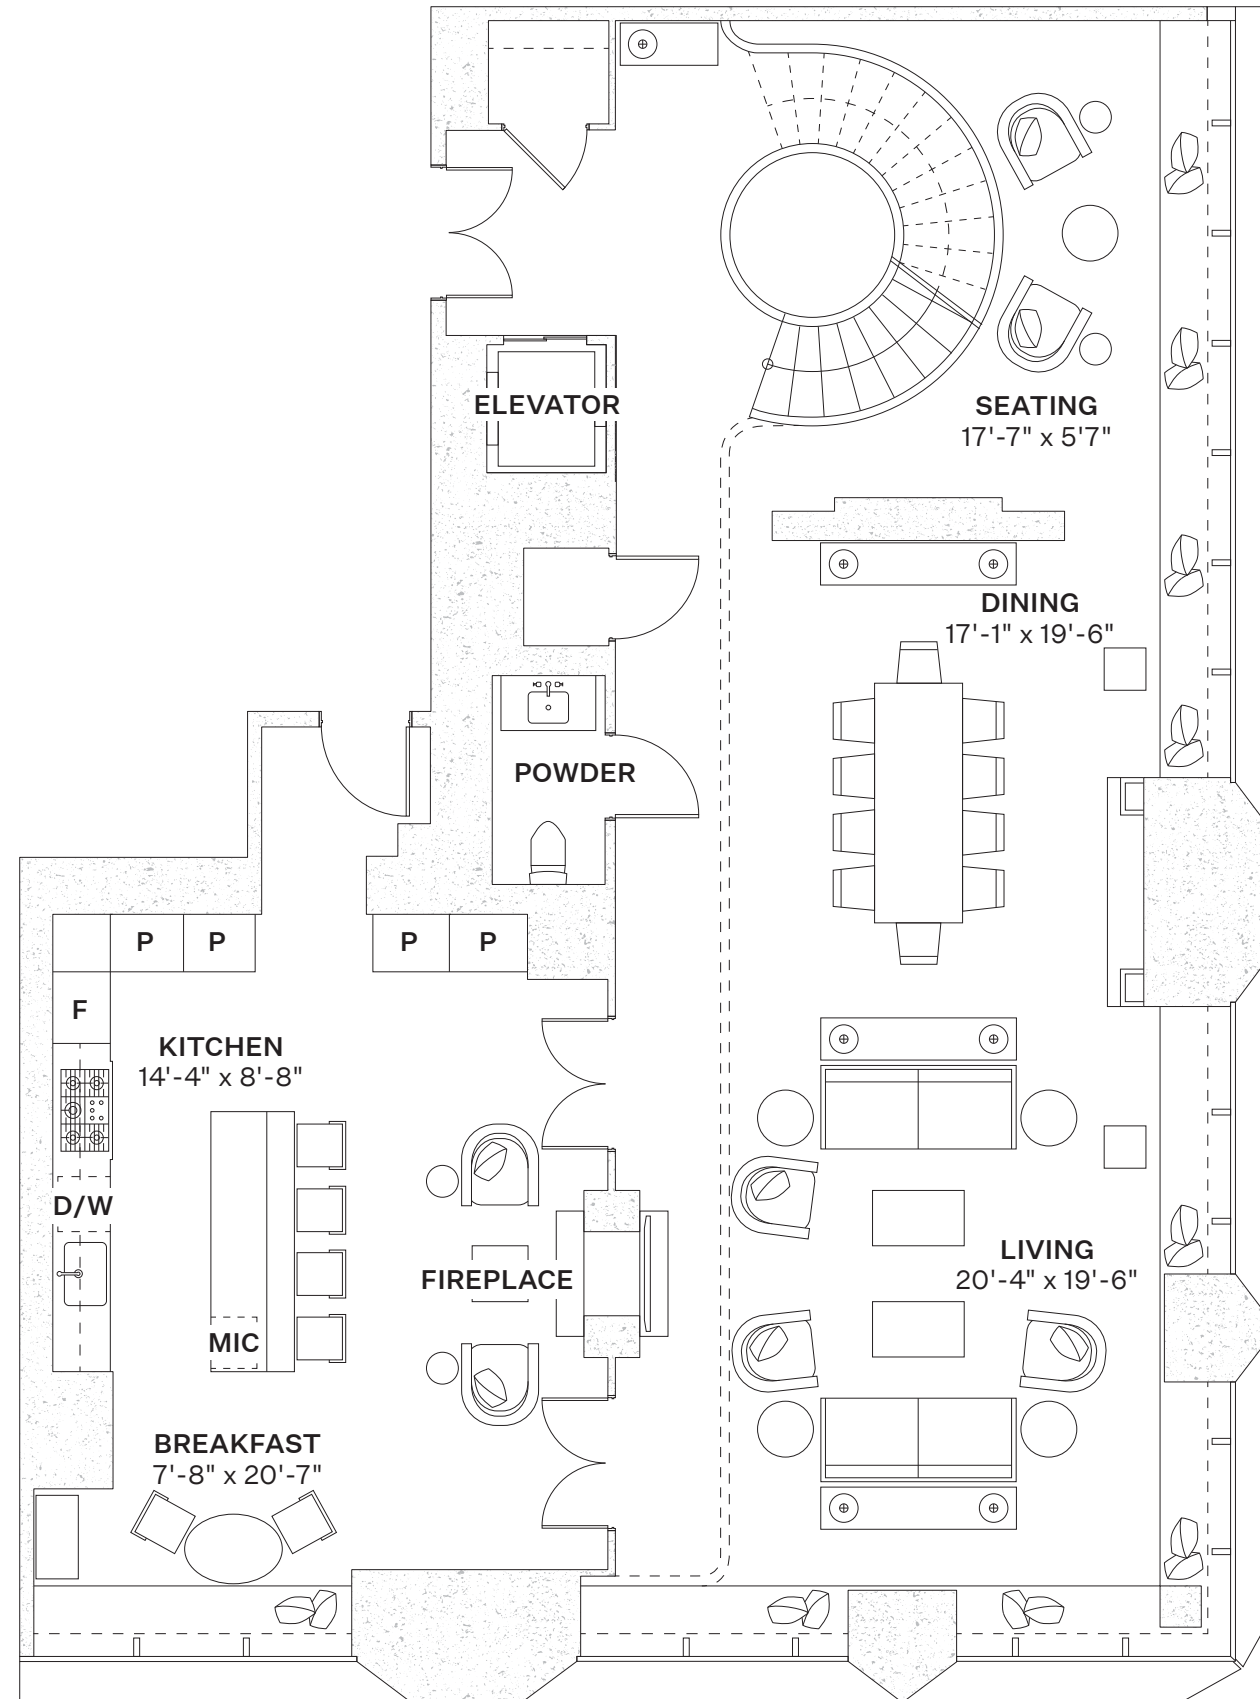 ELEVATOR
SEATING
17'-7" x 5'7"
DINING
17'-1" x 19'-6"
POWDER
P P P P
F
KITCHEN
14'-4" x 8'-8"
D/W
LIVING
20'-4" x 19'-6"
FIREPLACE
MIC
BREAKFAST
7'-8" x 20'-7"